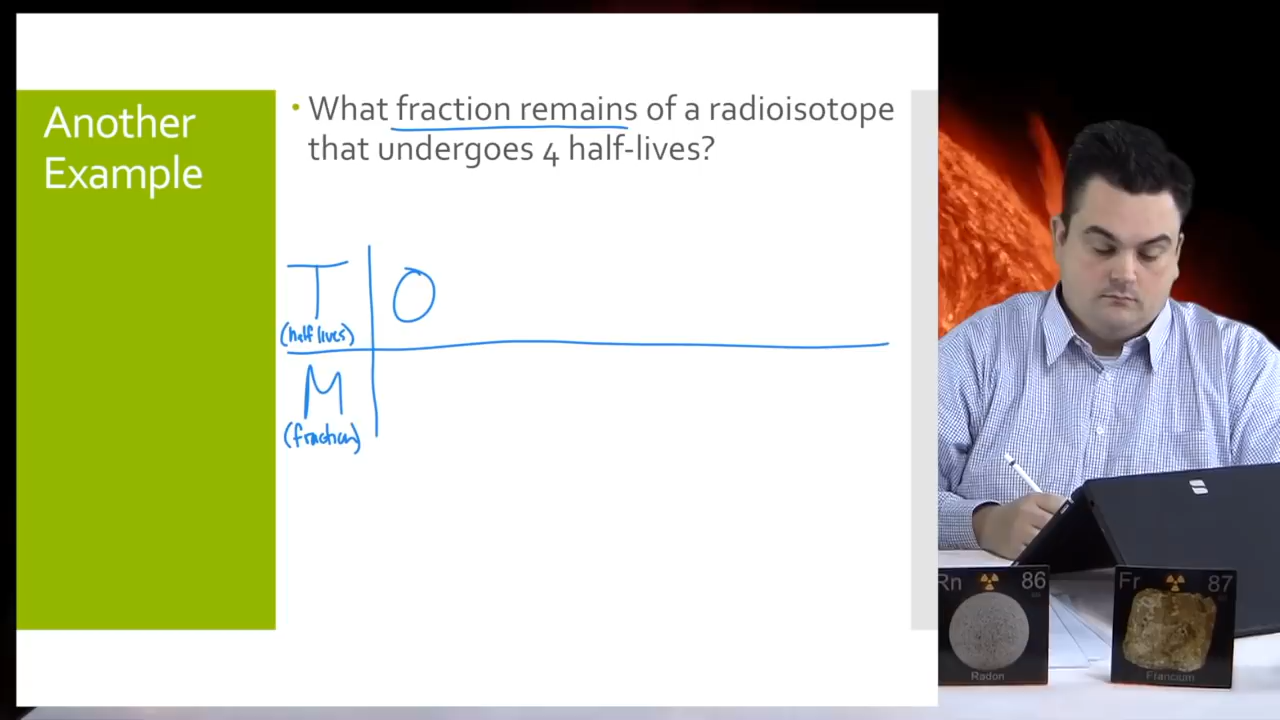 Another
Example
• What fraction remains of a radioisotope
that undergoes 4 half-lives?
T
(half lives)
0
M
(fraction)
Rn 86
Radon
Fr 87
Francium